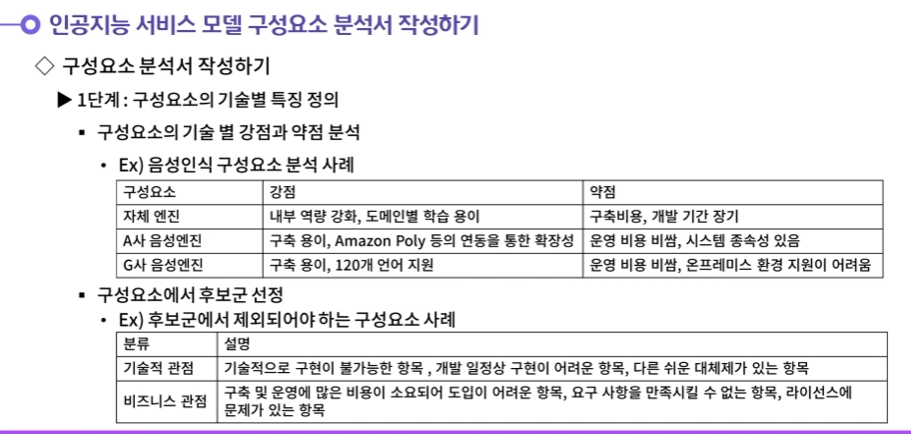 인공지능 서비스 모델 구성요소 분석서 작성하기
◇ 구성요소 분석서 작성하기
▶ 1단계 : 구성요소의 기술별 특징 정의
▪ 구성요소의 기술 별 강점과 약점 분석
• Ex) 음성인식 구성요소 분석 사례
구성요소 강점 약점
자체 엔진 내부 역량 강화, 도메인별 학습 용이 구축비용, 개발 기간 장기
A사 음성엔진 구축 용이, Amazon Poly 등의 연동을 통한 확장성 운영 비용 비쌈, 시스템 종속성 있음
G사 음성엔진 구축 용이, 120개 언어 지원 운영 비용 비쌈, 온프레미스 환경 지원이 어려움
▪ 구성요소에서 후보군 선정
• Ex) 후보군에서 제외되어야 하는 구성요소 사례
분류 설명
기술적 관점 기술적으로 구현이 불가능한 항목 , 개발 일정상 구현이 어려운 항목, 다른 쉬운 대체제가 있는 항목
비즈니스 관점 구축 및 운영에 많은 비용이 소요되어 도입이 어려운 항목, 요구 사항을 만족시킬 수 없는 항목, 라이선스에
문제가 있는 항목